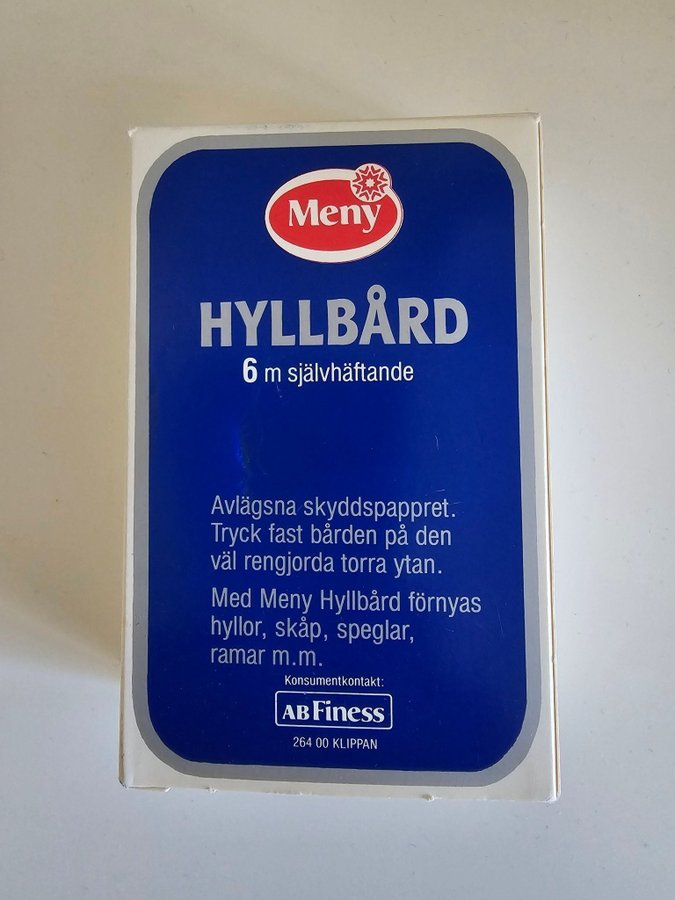 Meny
HYLLBÅRD
6 m självhäftande
Avlägsna skyddspappret.
Tryck fast bården på den
väl rengjorda torra ytan.
Med Meny Hyllbård förnyas
hyllor, skåp, speglar,
ramar m.m.
Konsumentkontakt:
AB Finess
264 00 KLIPPAN